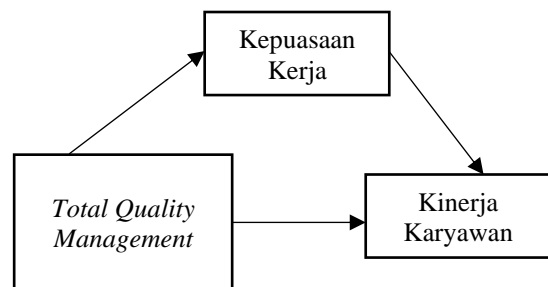 Kepuasaan
Kerja
Total Quality
Management
Kinerja
Karyawan